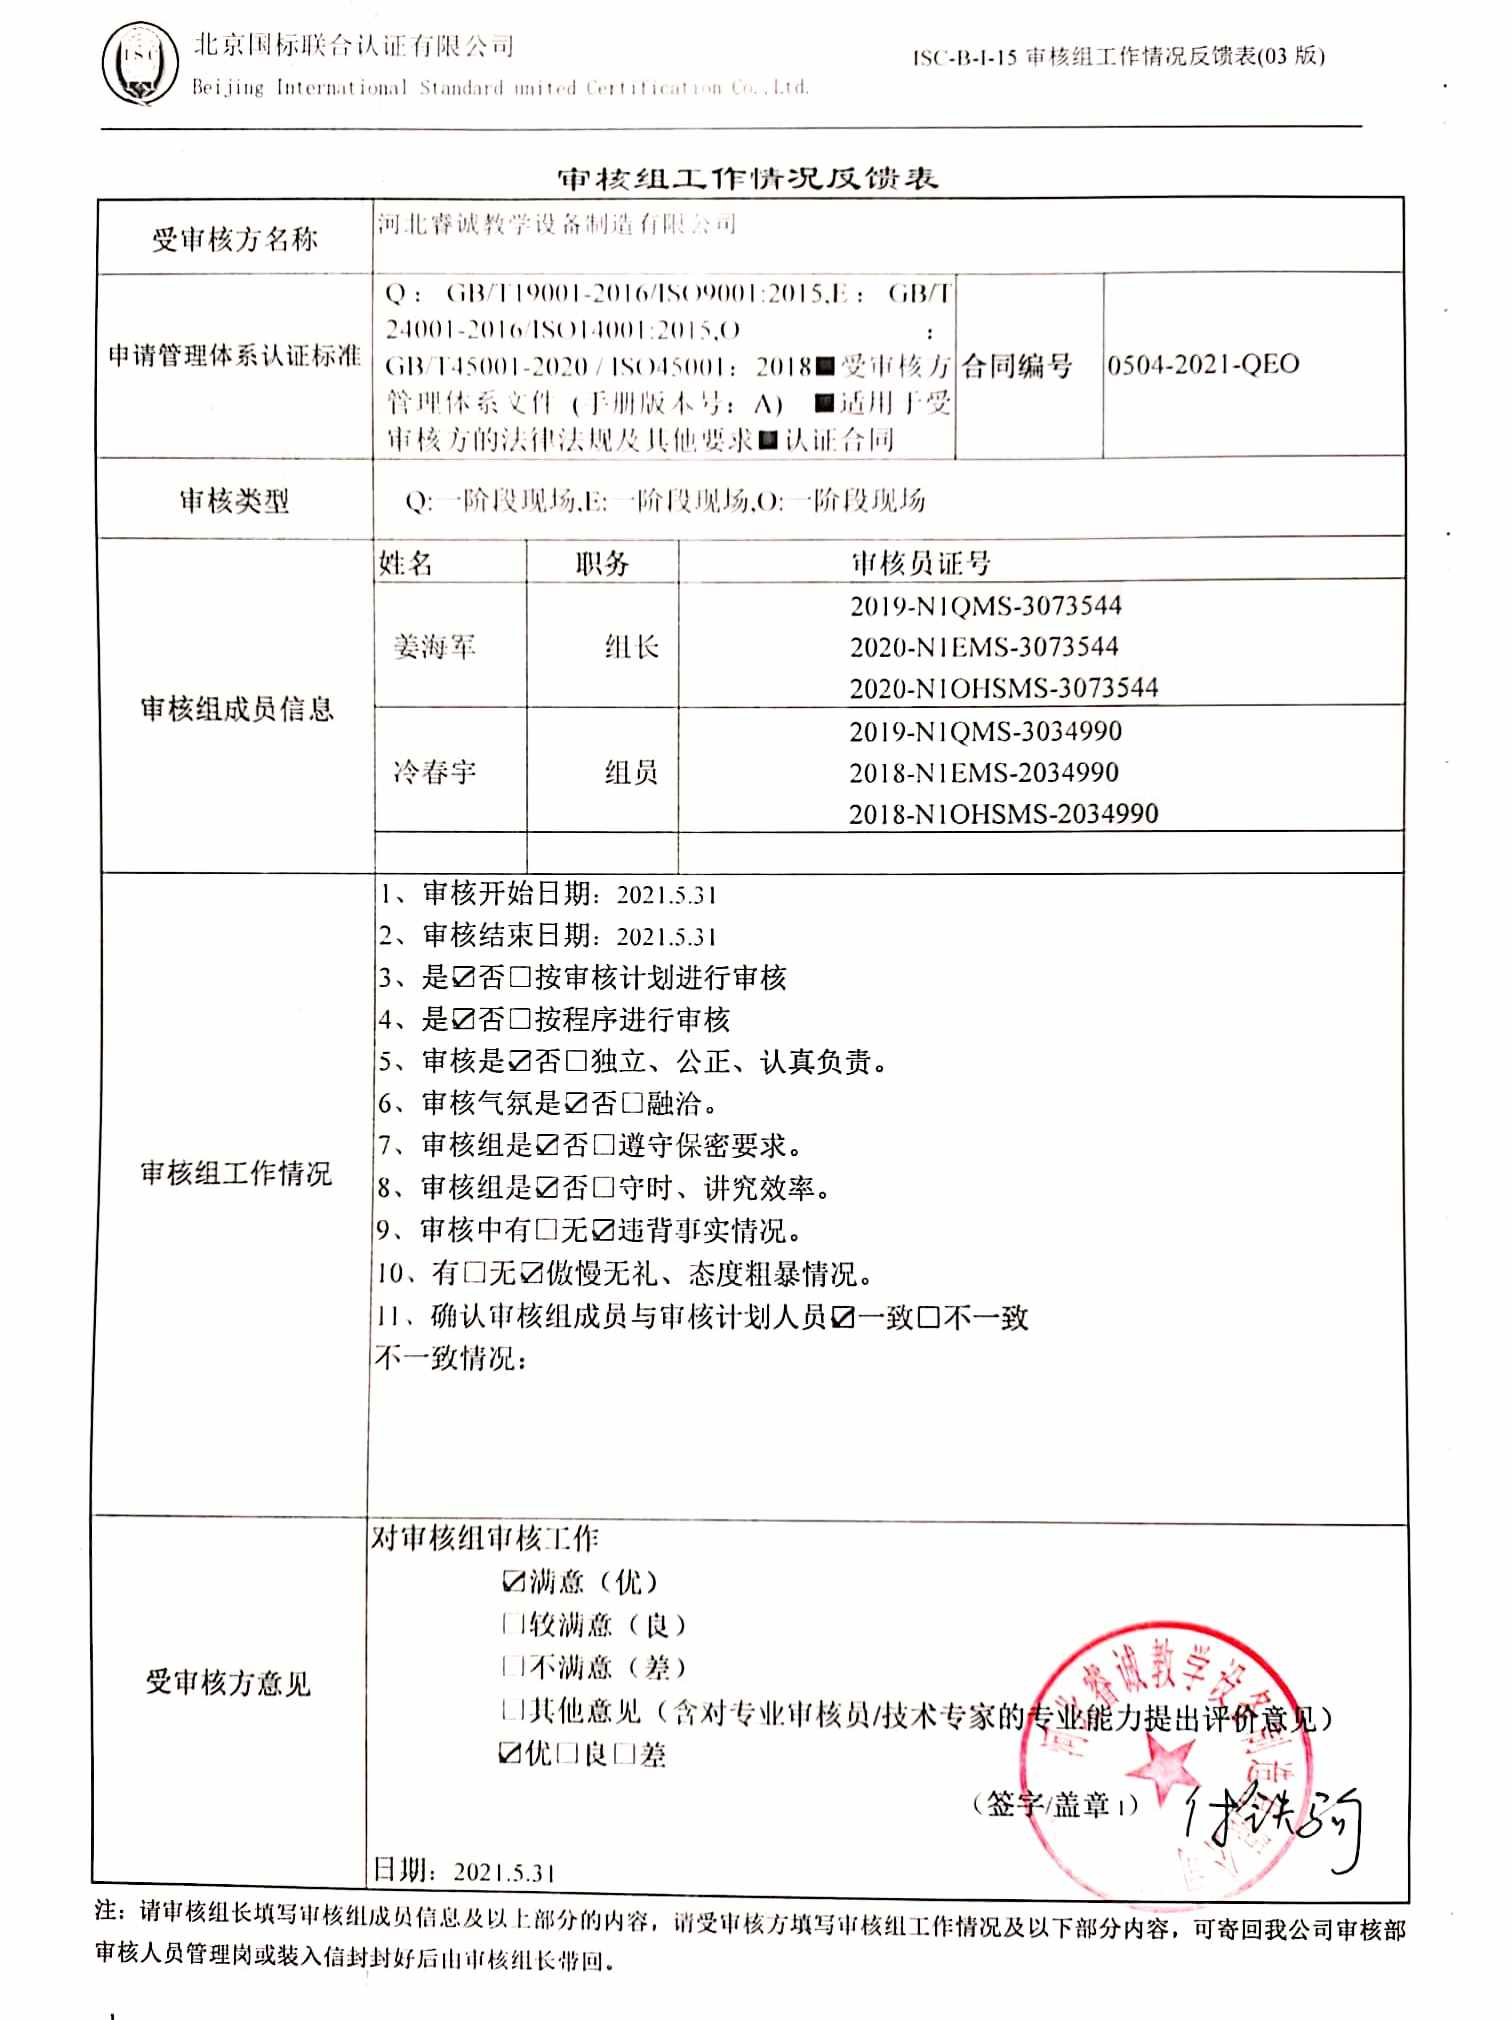 ISC
北京国标联合认证有限公司
Beijing International Standard united Certification Co.,Ltd.
ISC-B-I-15 审核组工作情况反馈表(03 版)
审核组工作情况反馈表
受审核方名称
河北睿诚教学设备制造有限公司
申请管理体系认证标准
Q： GB/T19001-2016/ISO9001:2015,E： GB/T
24001-2016/ISO14001:2015,O ：
GB/T45001-2020 / ISO45001：2018■受审核方
管理体系文件（手册版本号：A） ■适用于受
审核方的法律法规及其他要求■认证合同
合同编号
0504-2021-QEO
审核类型
Q:一阶段现场,E:一阶段现场,O:一阶段现场
审核组成员信息
姓名 职务 审核员证号
姜海军 组长
2019-N1QMS-3073544
2020-N1EMS-3073544
2020-N1OHSMS-3073544
冷春宇 组员
2019-N1QMS-3034990
2018-N1EMS-2034990
2018-N1OHSMS-2034990
审核组工作情况
1、审核开始日期：2021.5.31
2、审核结束日期：2021.5.31
3、是☑否□按审核计划进行审核
4、是☑否□按程序进行审核
5、审核是☑否□独立、公正、认真负责。
6、审核气氛是☑否□融洽。
7、审核组是☑否□遵守保密要求。
8、审核组是☑否□守时、讲究效率。
9、审核中有□无☑违背事实情况。
10、有□无☑傲慢无礼、态度粗暴情况。
11、确认审核组成员与审核计划人员☑一致□不一致
不一致情况：
受审核方意见
对审核组审核工作
☑满意（优）
□较满意（良）
□不满意（差）
□其他意见（含对专业审核员/技术专家的专业能力提出评价意见）
☑优□良□差
（签字/盖章）
河北睿诚教学设备制造有限公司
日期：2021.5.31
注：请审核组长填写审核组成员信息及以上部分的内容，请受审核方填写审核组工作情况及以下部分内容，可寄回我公司审核部
审核人员管理岗或装入信封封好后由审核组长带回。